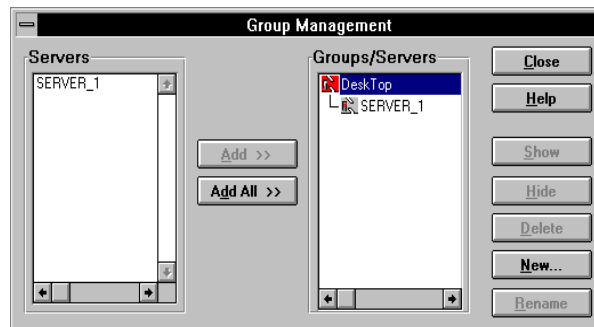 Group Management
Servers
SERVER_1
Add >>
Add All >>
Groups/Servers
DeskTop
SERVER_1
Close
Help
Show
Hide
Delete
New...
Rename